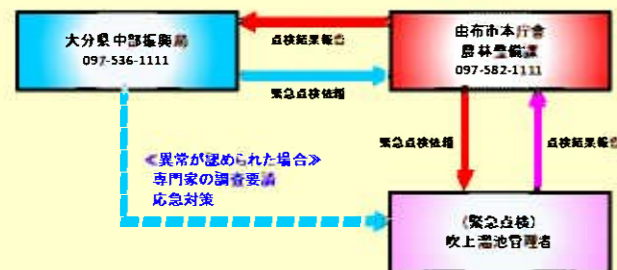 大分県中部振興局
097-536-1111
点検結果報告
緊急点検依頼
由布市本庁舎
農林整備課
097-582-1111
緊急点検依頼
点検結果報告
≪異常が認められた場合≫
専門家の調査要請
応急対策
（緊急点検）
吹上溜池管理者